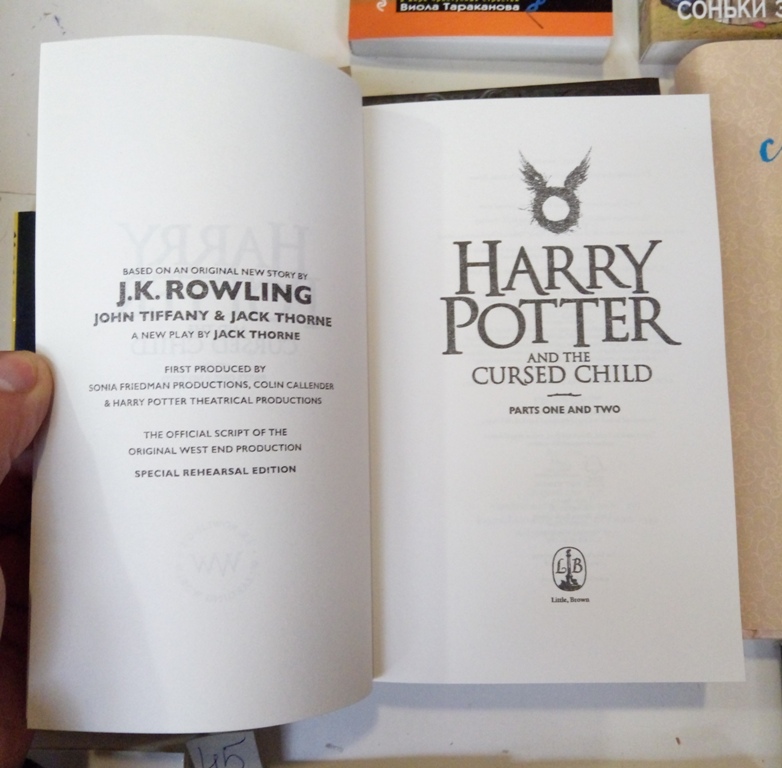 Виола Тараканова
СОНЬКИ
BASED ON AN ORIGINAL NEW STORY BY
J.K. ROWLING
JOHN TIFFANY & JACK THORNE
A NEW PLAY BY JACK THORNE
FIRST PRODUCED BY
SONIA FRIEDMAN PRODUCTIONS, COLIN CALLENDER
& HARRY POTTER THEATRICAL PRODUCTIONS
THE OFFICIAL SCRIPT OF THE
ORIGINAL WEST END PRODUCTION
SPECIAL REHEARSAL EDITION
HARRY
POTTER
AND THE
CURSED CHILD
PARTS ONE AND TWO
L B
Little, Brown
45